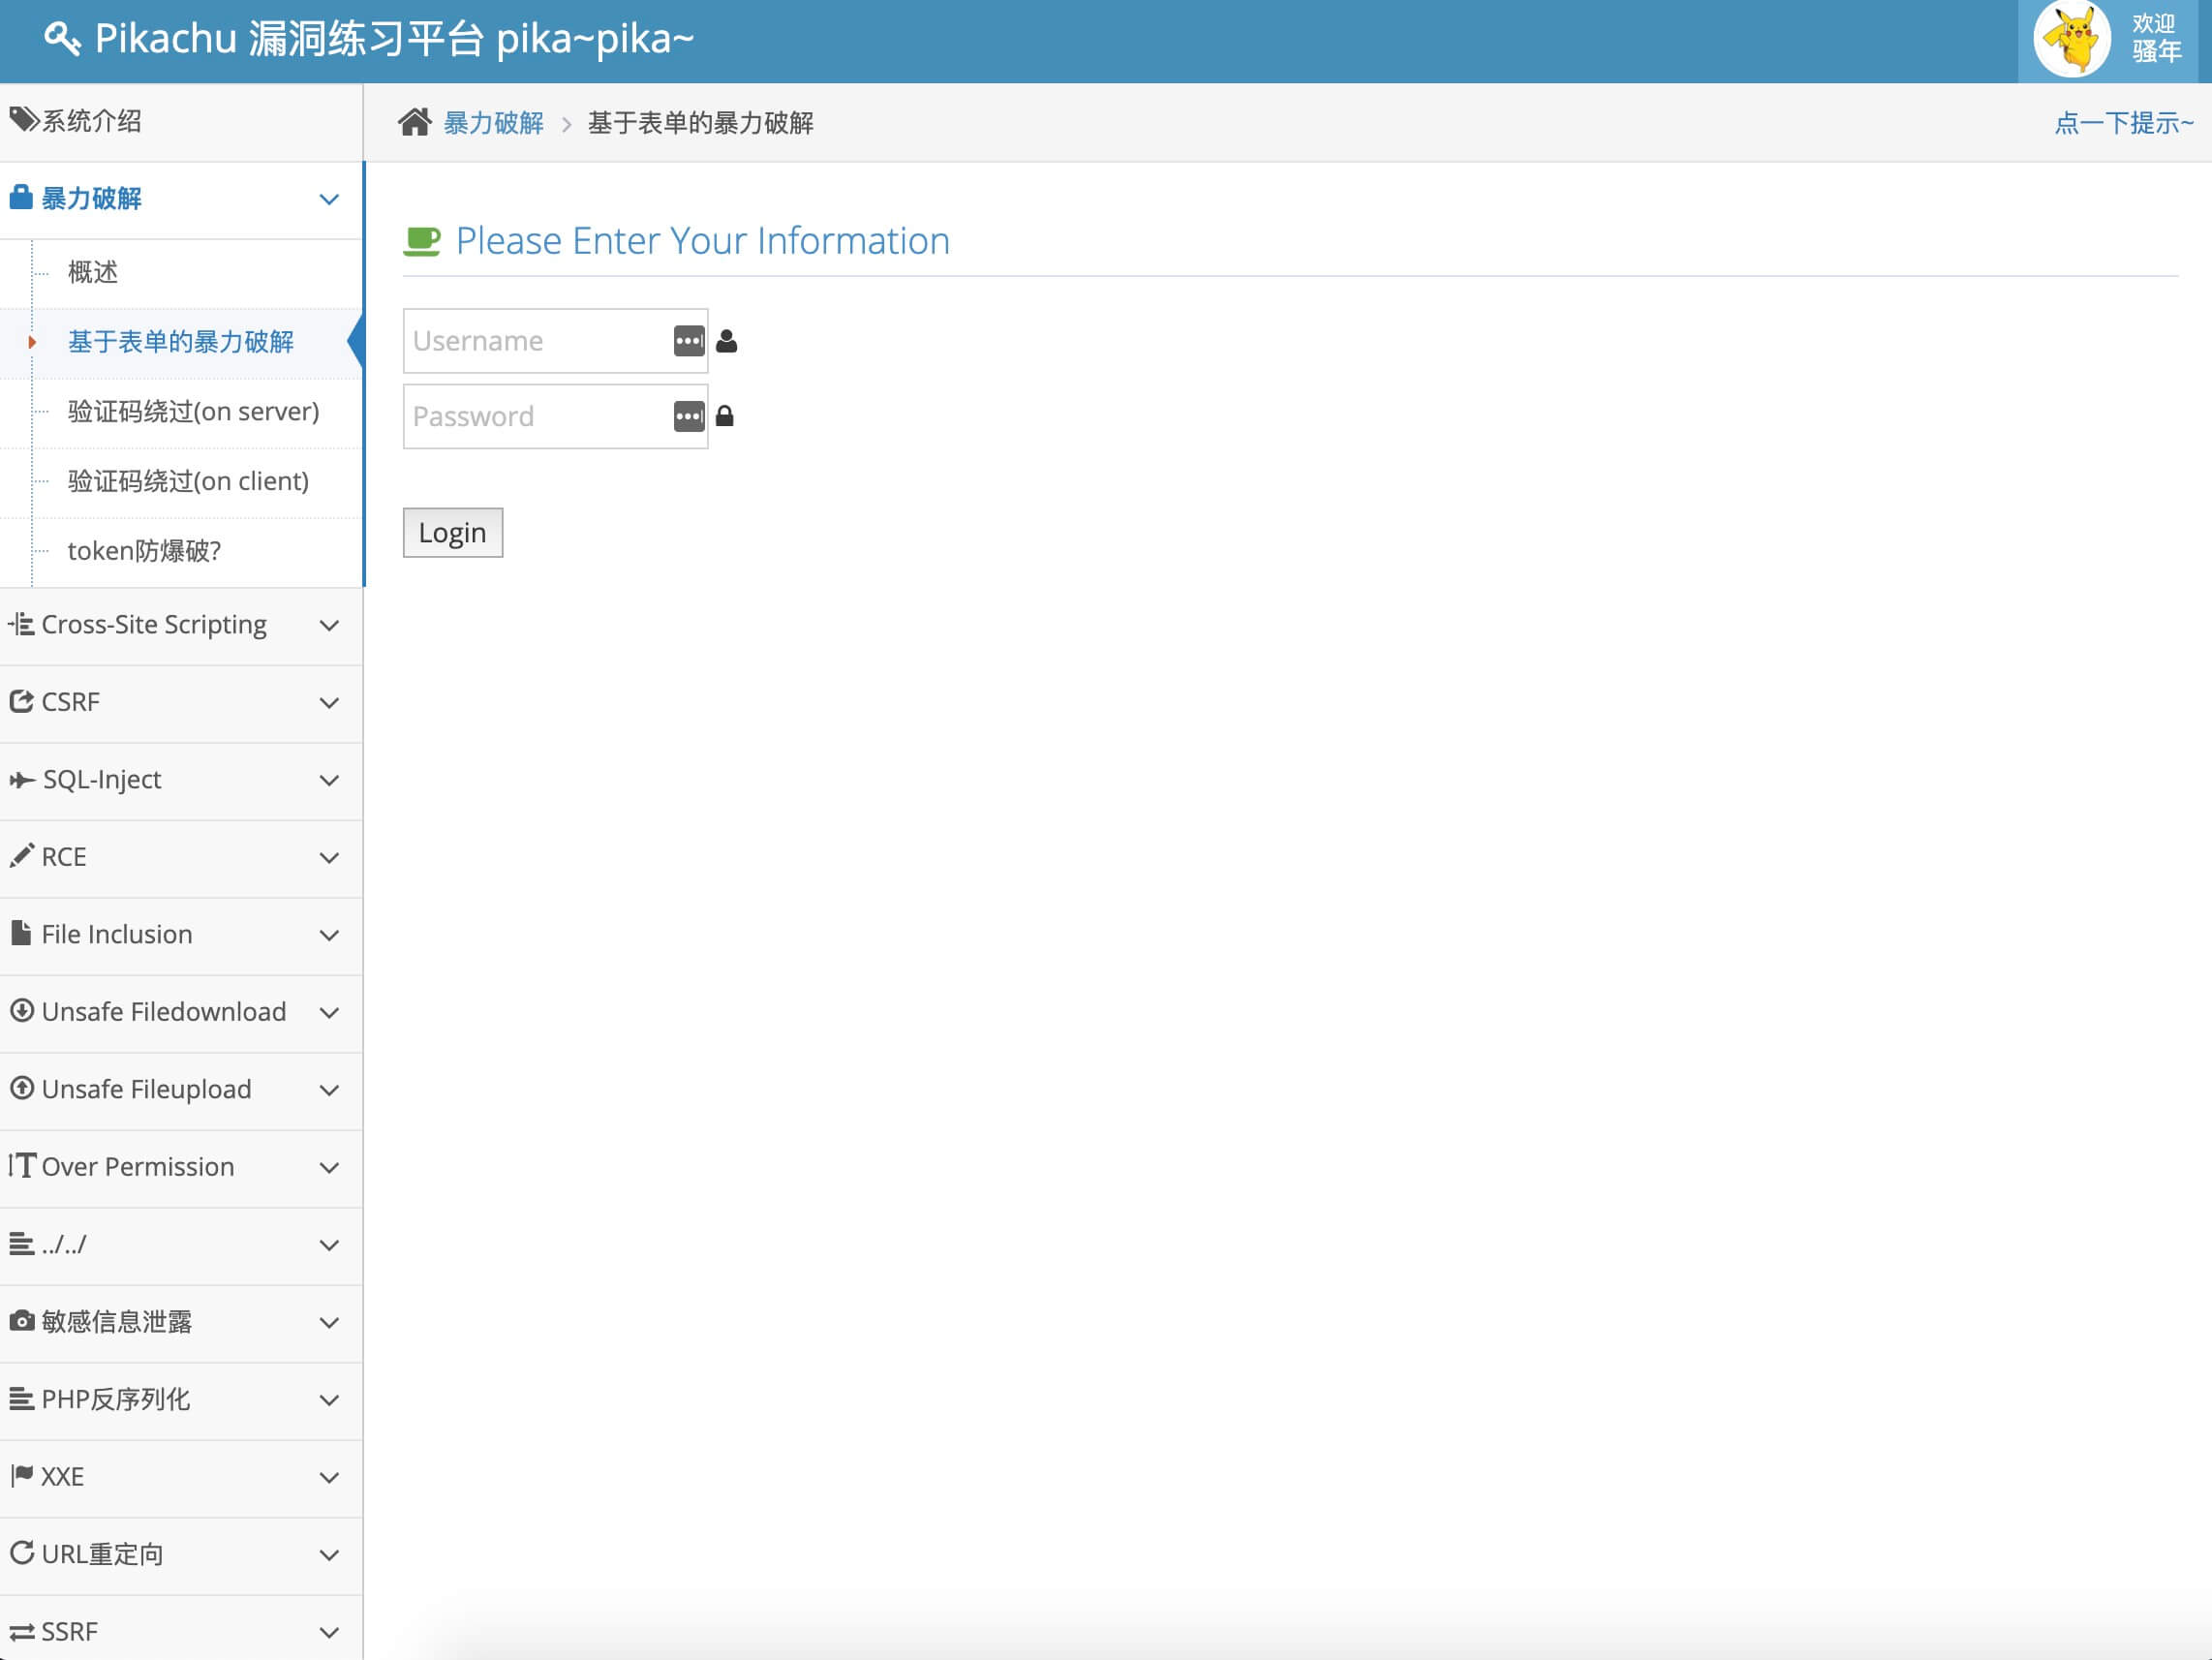 Pikachu 漏洞练习平台 pika~pika~
欢迎
骚年
系统介绍
暴力破解 基于表单的暴力破解
点一下提示~
暴力破解
概述
基于表单的暴力破解
验证码绕过(on server)
验证码绕过(on client)
token防爆破?
Cross-Site Scripting
CSRF
SQL-Inject
RCE
File Inclusion
Unsafe Filedownload
Unsafe Fileupload
Over Permission
../../
敏感信息泄露
PHP反序列化
XXE
URL重定向
SSRF
Please Enter Your Information
Username
Password
Login